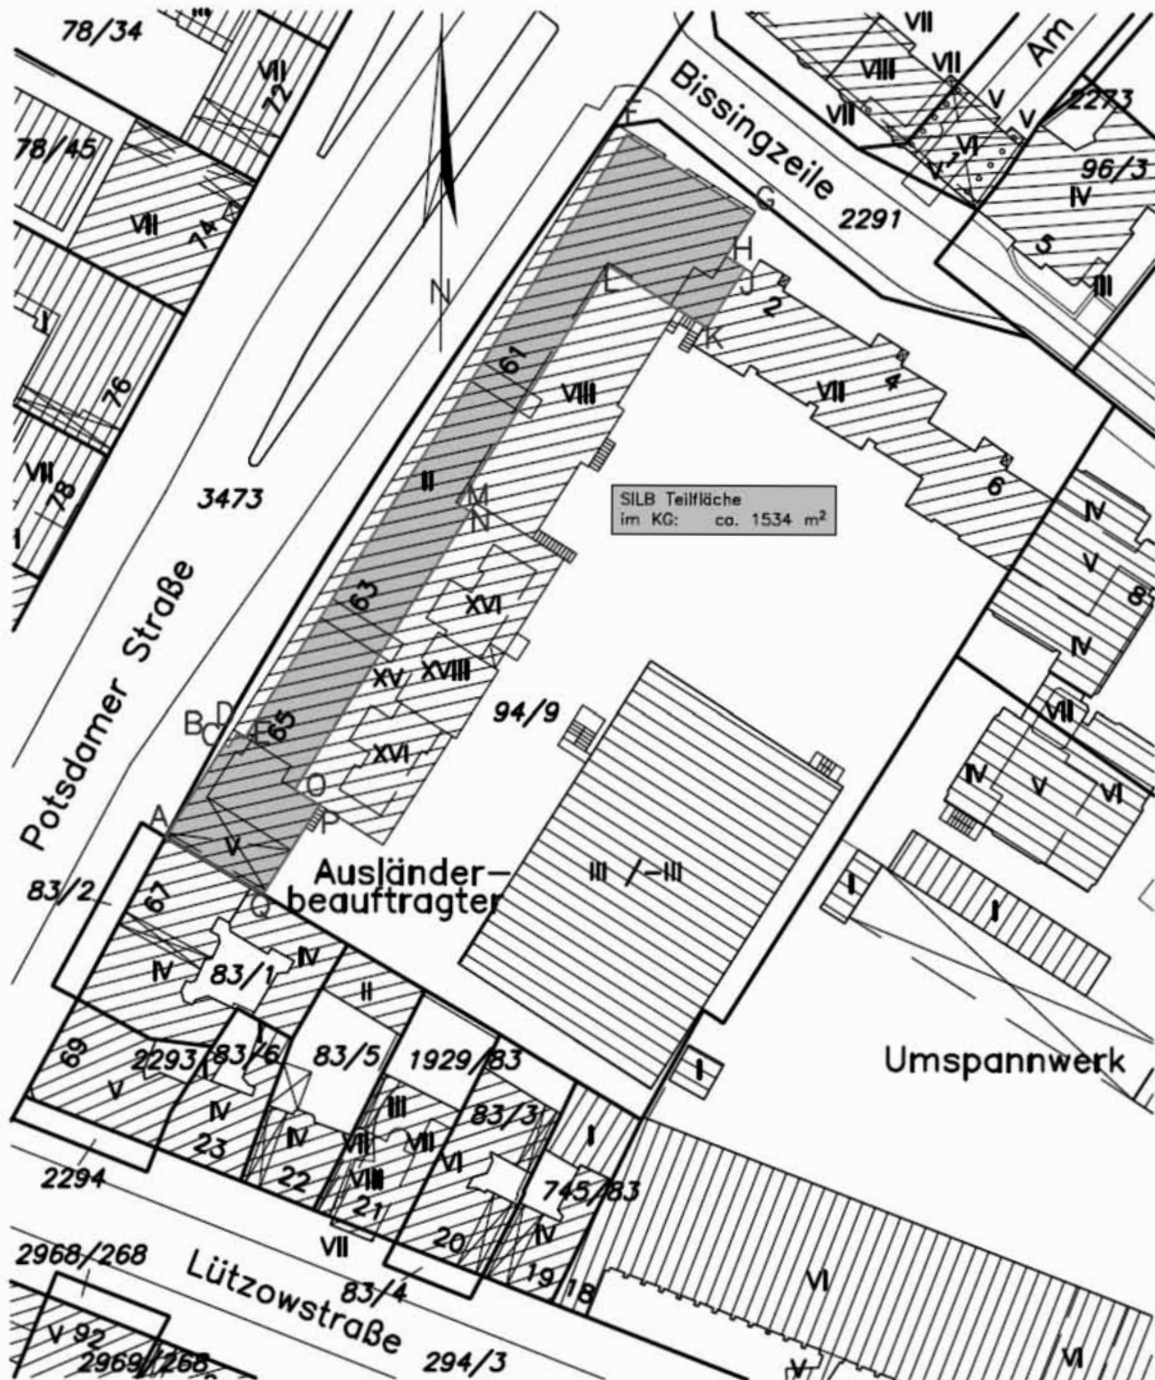 78/34
VII
72
78/45
VII
74
I
76
VII
78
3473
Potsdamer Straße
N
Bissingzeile
2291
VII
VIII
VII
VII
V
V
VI
V
1
Am
2273
96/3
IV
5
III
F
G
H
J
L
K
2
4
VII
6
61
VIII
II
M
N
SILB Teilfläche
im KG: ca. 1534 m²
63
XVI
XV
XVIII
65
XVI
94/9
B
C
D
E
O
P
A
Q
V
IV
V
8
IV
VII
IV
V
VI
III / ~III
I
I
Ausländer-
beauftragter
83/2
67
IV
83/1
IV
II
69
2293
83/6
83/5
1929/83
V
I
IV
23
IV
22
III
VII
VII
VIII
21
VI
83/3
20
I
745/83
IV
19
18
I
Umspannwerk
VI
VI
V
2294
VII
83/4
2968/268
Lützowstraße
294/3
V 92
2969/268